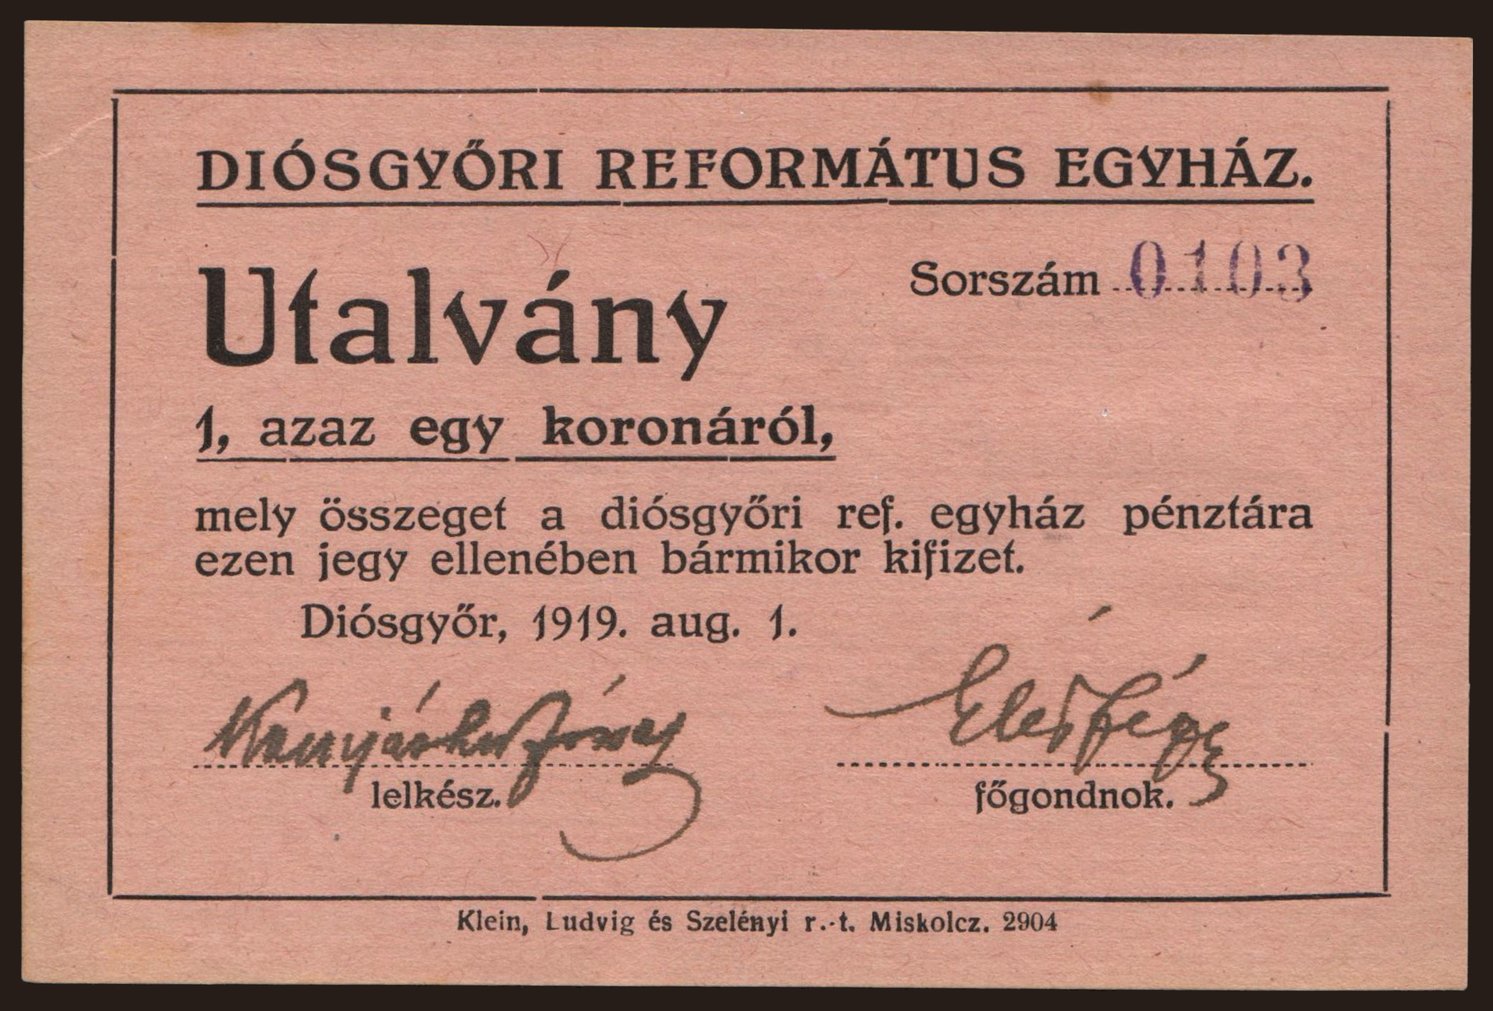 DIÓSGYŐRI REFORMÁTUS EGYHÁZ.
Utalvány
Sorszám 0103
1, azaz egy koronáról,
mely összeget a diósgyőri ref. egyház pénztára
ezen jegy ellenében bármikor kifizet.
Diósgyőr, 1919. aug. 1.
lelkész. főgondnok.
Klein, Ludvig és Szelényi r.-t. Miskolcz. 2904